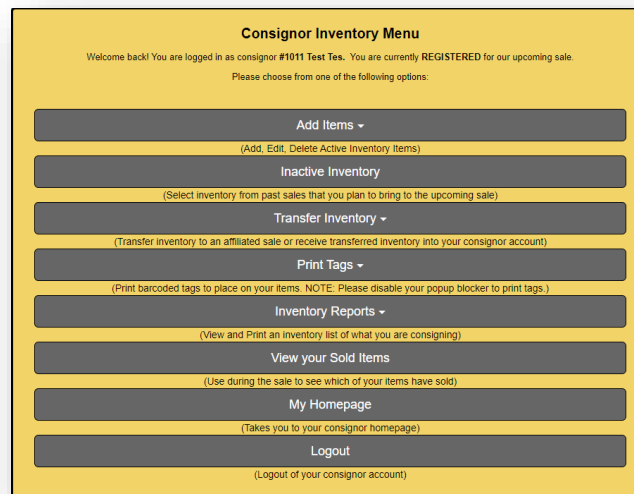 Consignor Inventory Menu
Welcome back! You are logged in as consignor #1011 Test Tes. You are currently REGISTERED for our upcoming sale.
Please choose from one of the following options:
Add Items
(Add, Edit, Delete Active Inventory Items)
Inactive Inventory
(Select inventory from past sales that you plan to bring to the upcoming sale)
Transfer Inventory
(Transfer inventory to an affiliated sale or receive transferred inventory into your consignor account)
Print Tags
(Print barcoded tags to place on your items. NOTE: Please disable your popup blocker to print tags.)
Inventory Reports
(View and Print an inventory list of what you are consigning)
View your Sold Items
(Use during the sale to see which of your items have sold)
My Homepage
(Takes you to your consignor homepage)
Logout
(Logout of your consignor account)